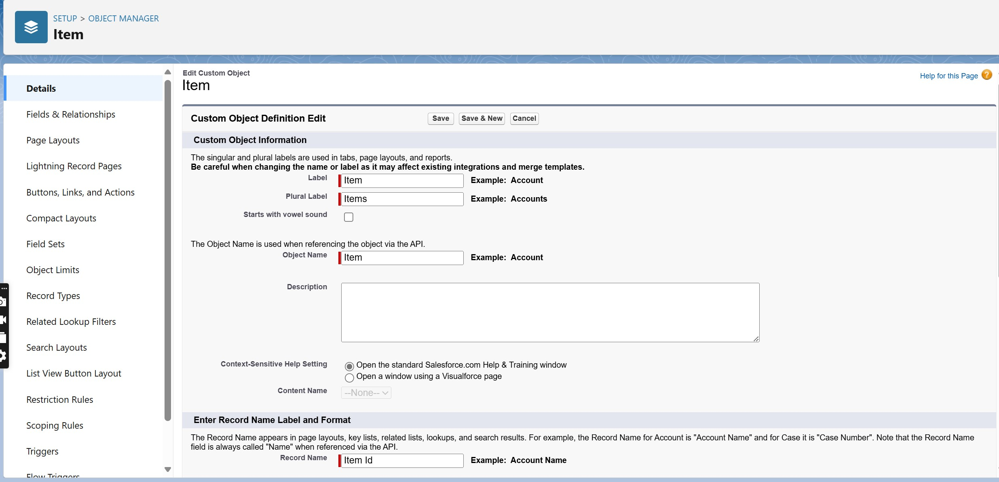 SETUP > OBJECT MANAGER
Item
Details
Fields & Relationships
Page Layouts
Lightning Record Pages
Buttons, Links, and Actions
Compact Layouts
Field Sets
Object Limits
Record Types
Related Lookup Filters
Search Layouts
List View Button Layout
Restriction Rules
Scoping Rules
Triggers
Flow Triggers
Edit Custom Object
Item
Help for this Page ?
Custom Object Definition Edit Save Save & New Cancel
Custom Object Information
The singular and plural labels are used in tabs, page layouts, and reports.
Be careful when changing the name or label as it may affect existing integrations and merge templates.
Label Item Example: Account
Plural Label Items Example: Accounts
Starts with vowel sound
The Object Name is used when referencing the object via the API.
Object Name Item Example: Account
Description
Context-Sensitive Help Setting Open the standard Salesforce.com Help & Training window
Open a window using a Visualforce page
Content Name --None--
Enter Record Name Label and Format
The Record Name appears in page layouts, key lists, related lists, lookups, and search results. For example, the Record Name for Account is "Account Name" and for Case it is "Case Number". Note that the Record Name
field is always called "Name" when referenced via the API.
Record Name Item Id Example: Account Name